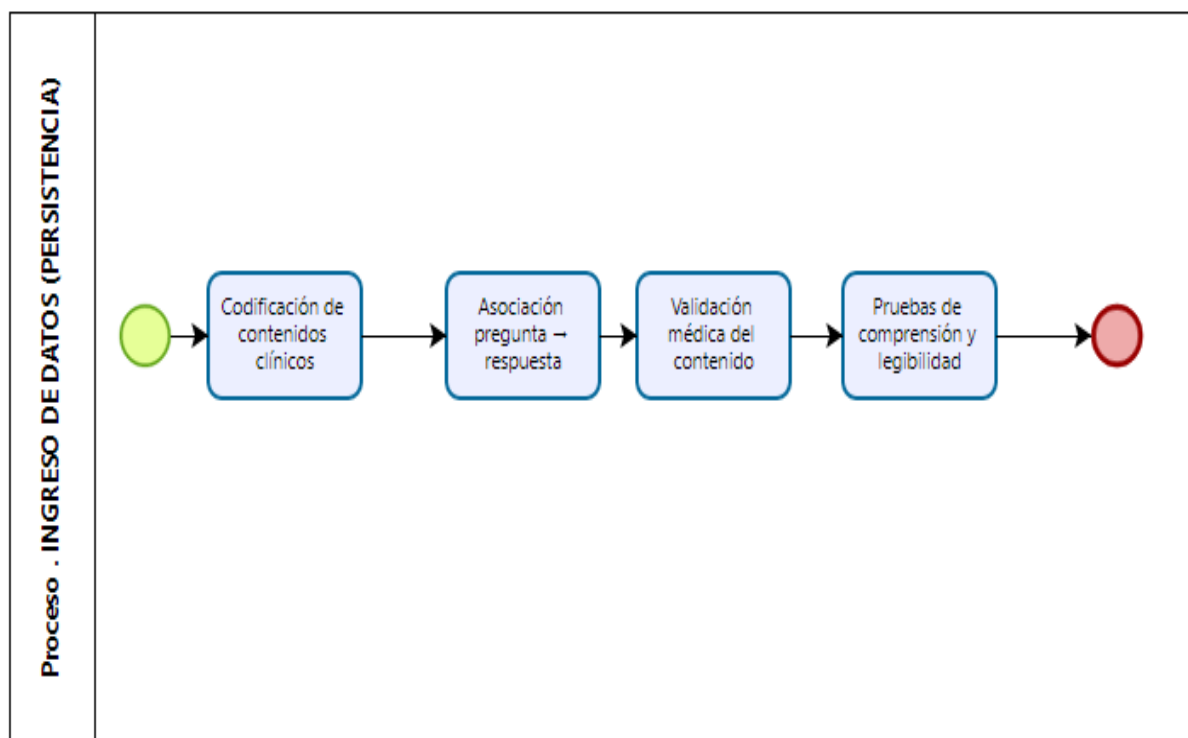 Proceso . INGRESO DE DATOS (PERSISTENCIA)
Codificación de
contenidos
clínicos
Asociación
pregunta →
respuesta
Validación
médica del
contenido
Pruebas de
comprensión y
legibilidad